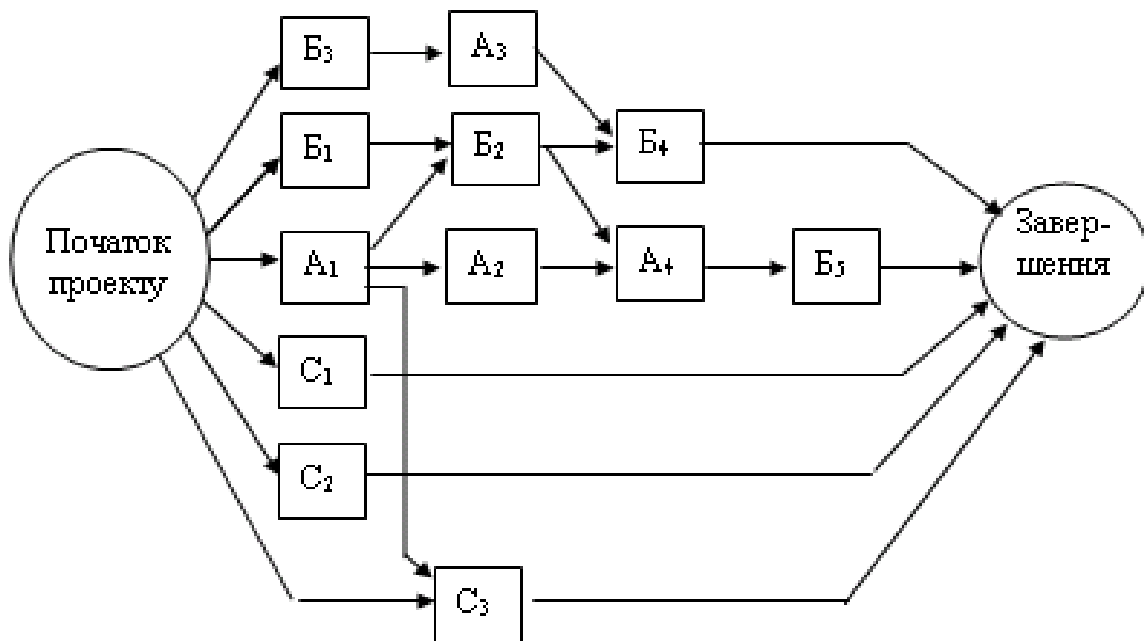 Б₃
А₃
Б₁
Б₂
Б₄
Початок
проекту
А₁
А₂
А₄
Б₅
Завер-
шення
С₁
С₂
С₃